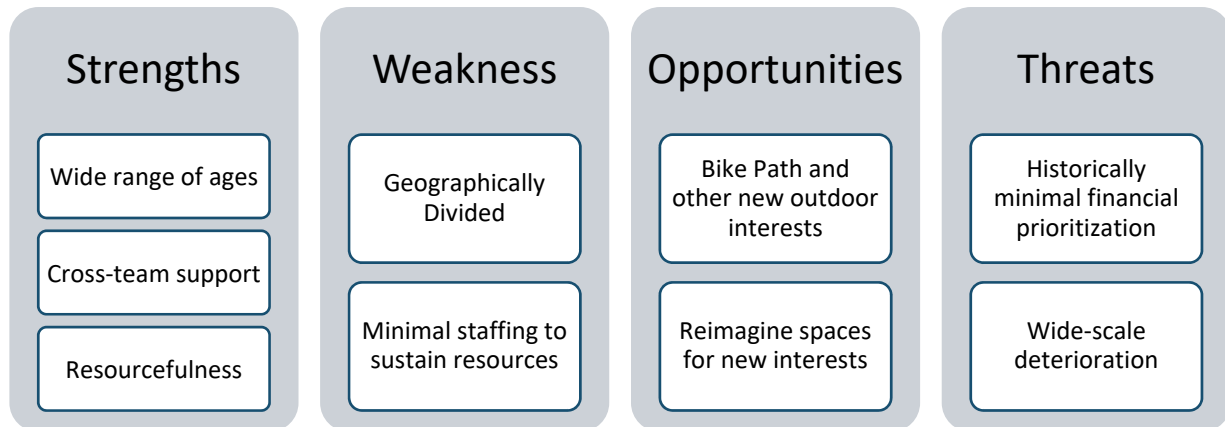 Strengths
Wide range of ages
Cross-team support
Resourcefulness
Weakness
Geographically
Divided
Minimal staffing to
sustain resources
Opportunities
Bike Path and
other new outdoor
interests
Reimagine spaces
for new interests
Threats
Historically
minimal financial
prioritization
Wide-scale
deterioration